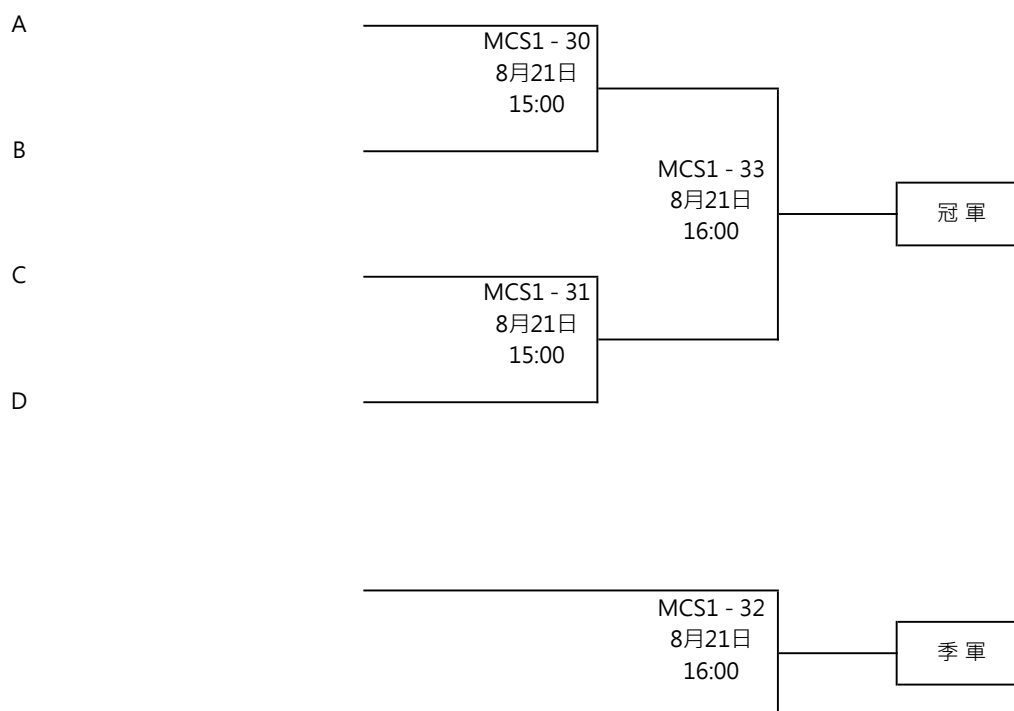 A
MCS1 - 30
8月21日
15:00
B
MCS1 - 33
8月21日
16:00
冠 軍
C
MCS1 - 31
8月21日
15:00
D
MCS1 - 32
8月21日
16:00
季 軍